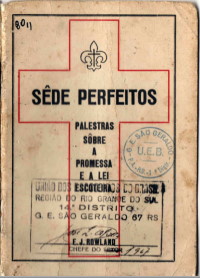 8011
SÊDE PERFEITOS
PALESTRAS
SÔBRE
A
PROMESSA
E A LEI
G. E. SÃO GERALDO
U.E.B.
UNIÃO DOS ESCOTEIROS DO BRASIL
REGIÃO DO RIO GRANDE DO SUL
14º DISTRITO
G. E. SÃO GERALDO 67 RS
E. J. ROWLAND
CHEFE DO